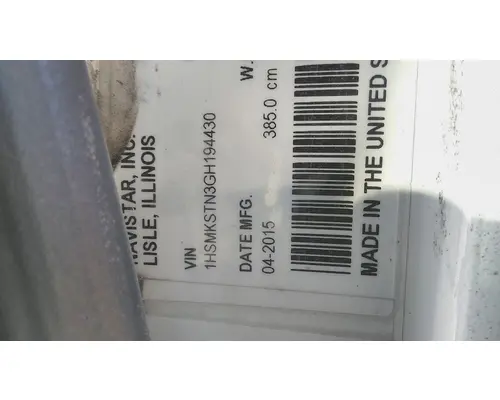 NAVISTAR, INC.
LISLE, ILLINOIS
VIN
1HSMKSTN3GH194430
DATE MFG. W.
04-2015 385.0 cm
MADE IN THE UNITED S